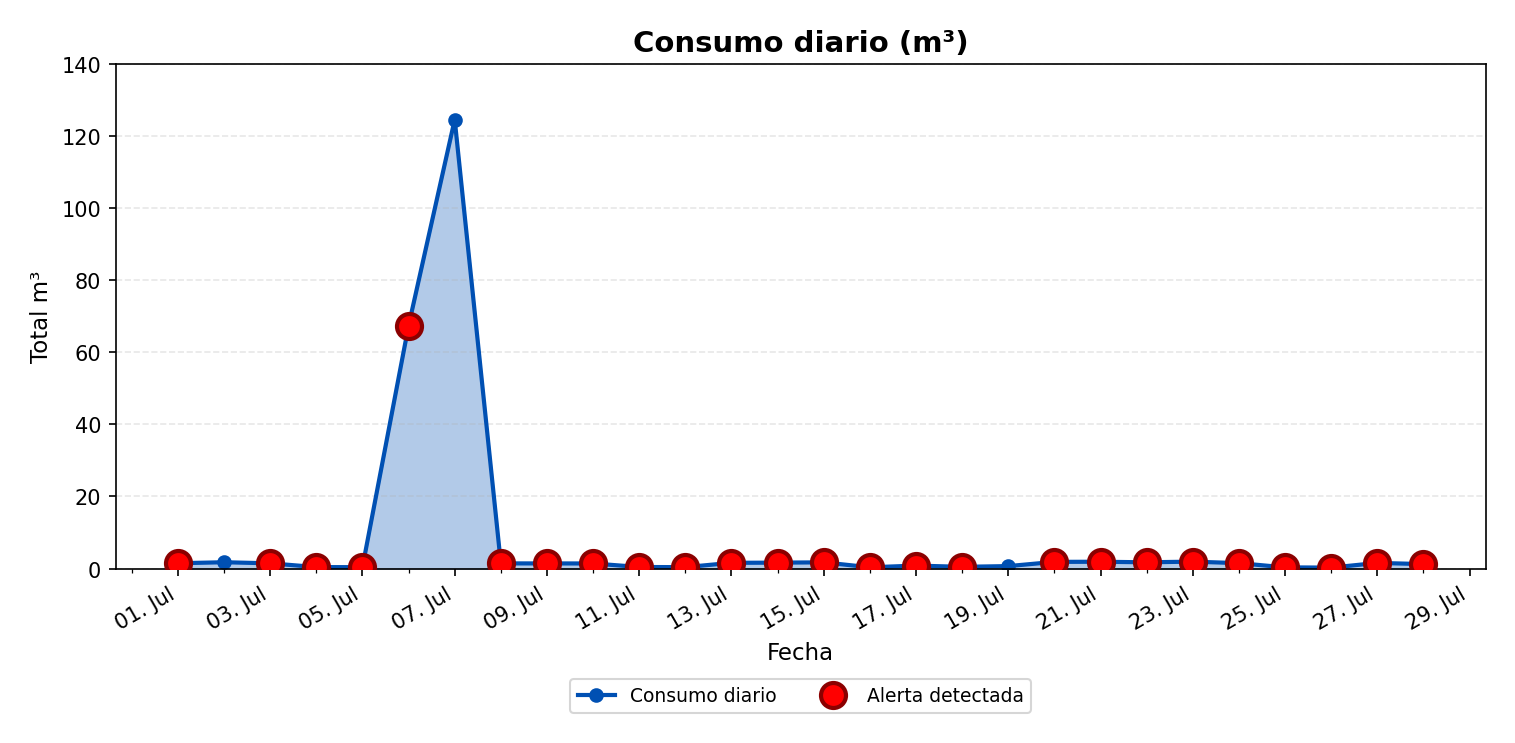 Consumo diario (m³)
Total m³
140
120
100
80
60
40
20
0
01. Jul
03. Jul
05. Jul
07. Jul
09. Jul
11. Jul
13. Jul
15. Jul
17. Jul
19. Jul
21. Jul
23. Jul
25. Jul
27. Jul
29. Jul
Fecha
Consumo diario
Alerta detectada